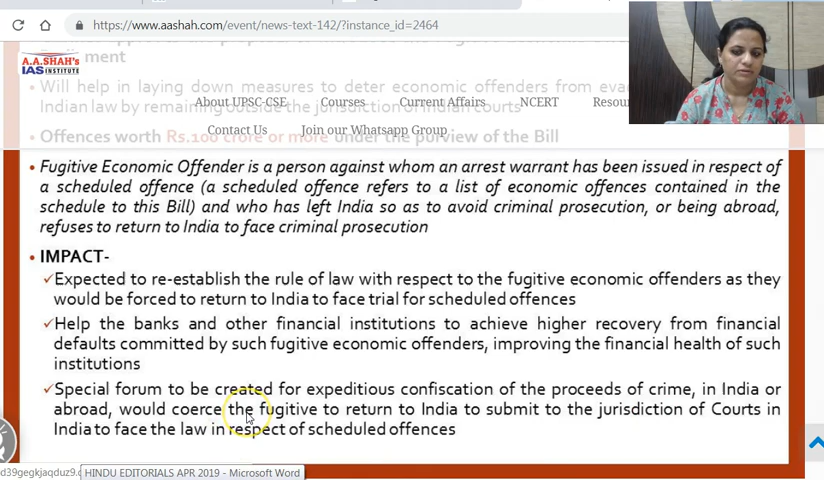 https://www.aashah.com/event/news-text-142/?instance_id=2464
A.A.SHAH'S
IAS INSTITUTE
ment
Will help in laying down measures to deter economic offenders from
Indian law by remaining outside the jurisdiction of Indian courts
About UPSC-CSE Courses Current Affairs NCERT Resou
Contact Us Join our Whatsapp Group
• Offences worth Rs.100 crore or more under the purview of the Bill
• Fugitive Economic Offender is a person against whom an arrest warrant has been issued in respect of
a scheduled offence (a scheduled offence refers to a list of economic offences contained in the
schedule to this Bill) and who has left India so as to avoid criminal prosecution, or being abroad,
refuses to return to India to face criminal prosecution
• IMPACT-
✓Expected to re-establish the rule of law with respect to the fugitive economic offenders as they
would be forced to return to India to face trial for scheduled offences
✓Help the banks and other financial institutions to achieve higher recovery from financial
defaults committed by such fugitive economic offenders, improving the financial health of such
institutions
✓Special forum to be created for expeditious confiscation of the proceeds of crime, in India or
abroad, would coerce the fugitive to return to India to submit to the jurisdiction of Courts in
India to face the law in respect of scheduled offences
d39gegkjaqduz9.c
HINDU EDITORIALS APR 2019 - Microsoft Word